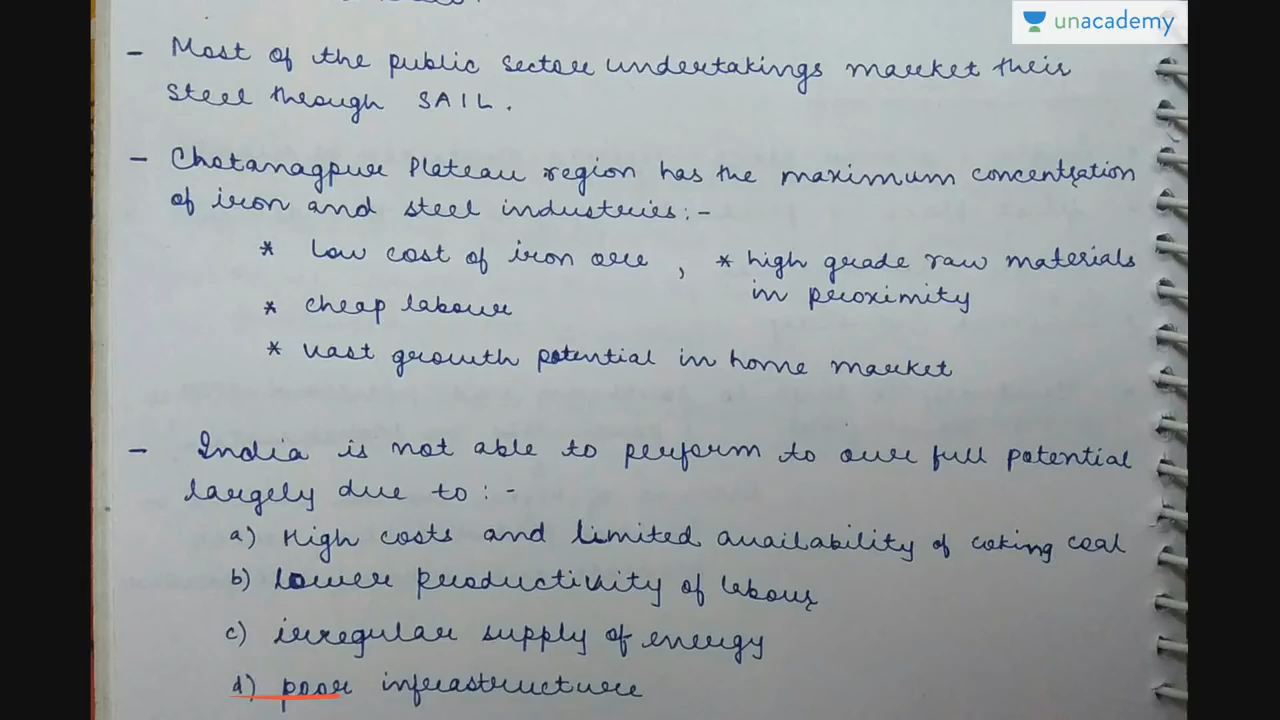 unacademy
- Most of the public sector undertakings market their
steel through SAIL.
- Chotanagpur Plateau region has the maximum concentration
of iron and steel industries:-
* low cost of iron ore , * high grade raw materials
in proximity
* cheap labour
* vast growth potential in home market
- India is not able to perform to our full potential
largely due to :-
a) High costs and limited availability of coking coal
b) lower productivity of labour
c) irregular supply of energy
d) poor infrastructure